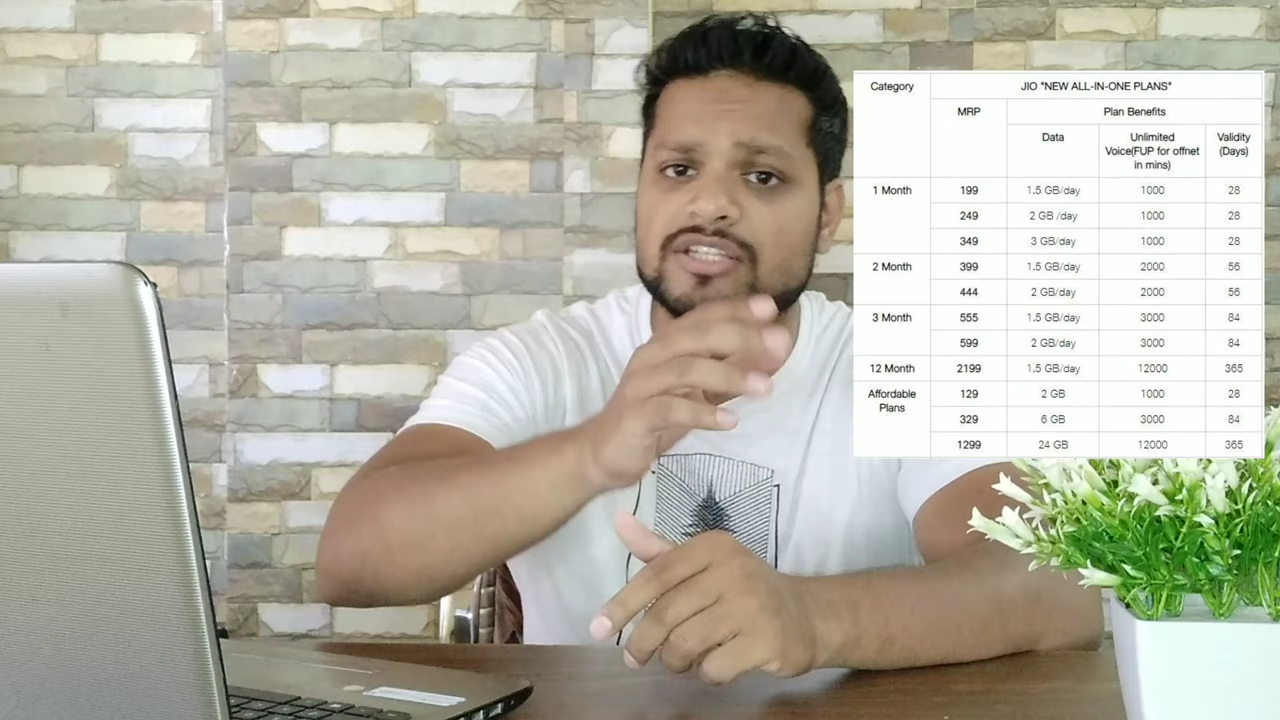 Category JIO "NEW ALL-IN-ONE PLANS"
MRP Plan Benefits
Data Unlimited Voice(FUP for offnet in mins) Validity (Days)
1 Month 199 1.5 GB/day 1000 28
249 2 GB /day 1000 28
349 3 GB/day 1000 28
2 Month 399 1.5 GB/day 2000 56
444 2 GB/day 2000 56
3 Month 555 1.5 GB/day 3000 84
599 2 GB/day 3000 84
12 Month 2199 1.5 GB/day 12000 365
Affordable Plans 129 2 GB 1000 28
329 6 GB 3000 84
1299 24 GB 12000 365